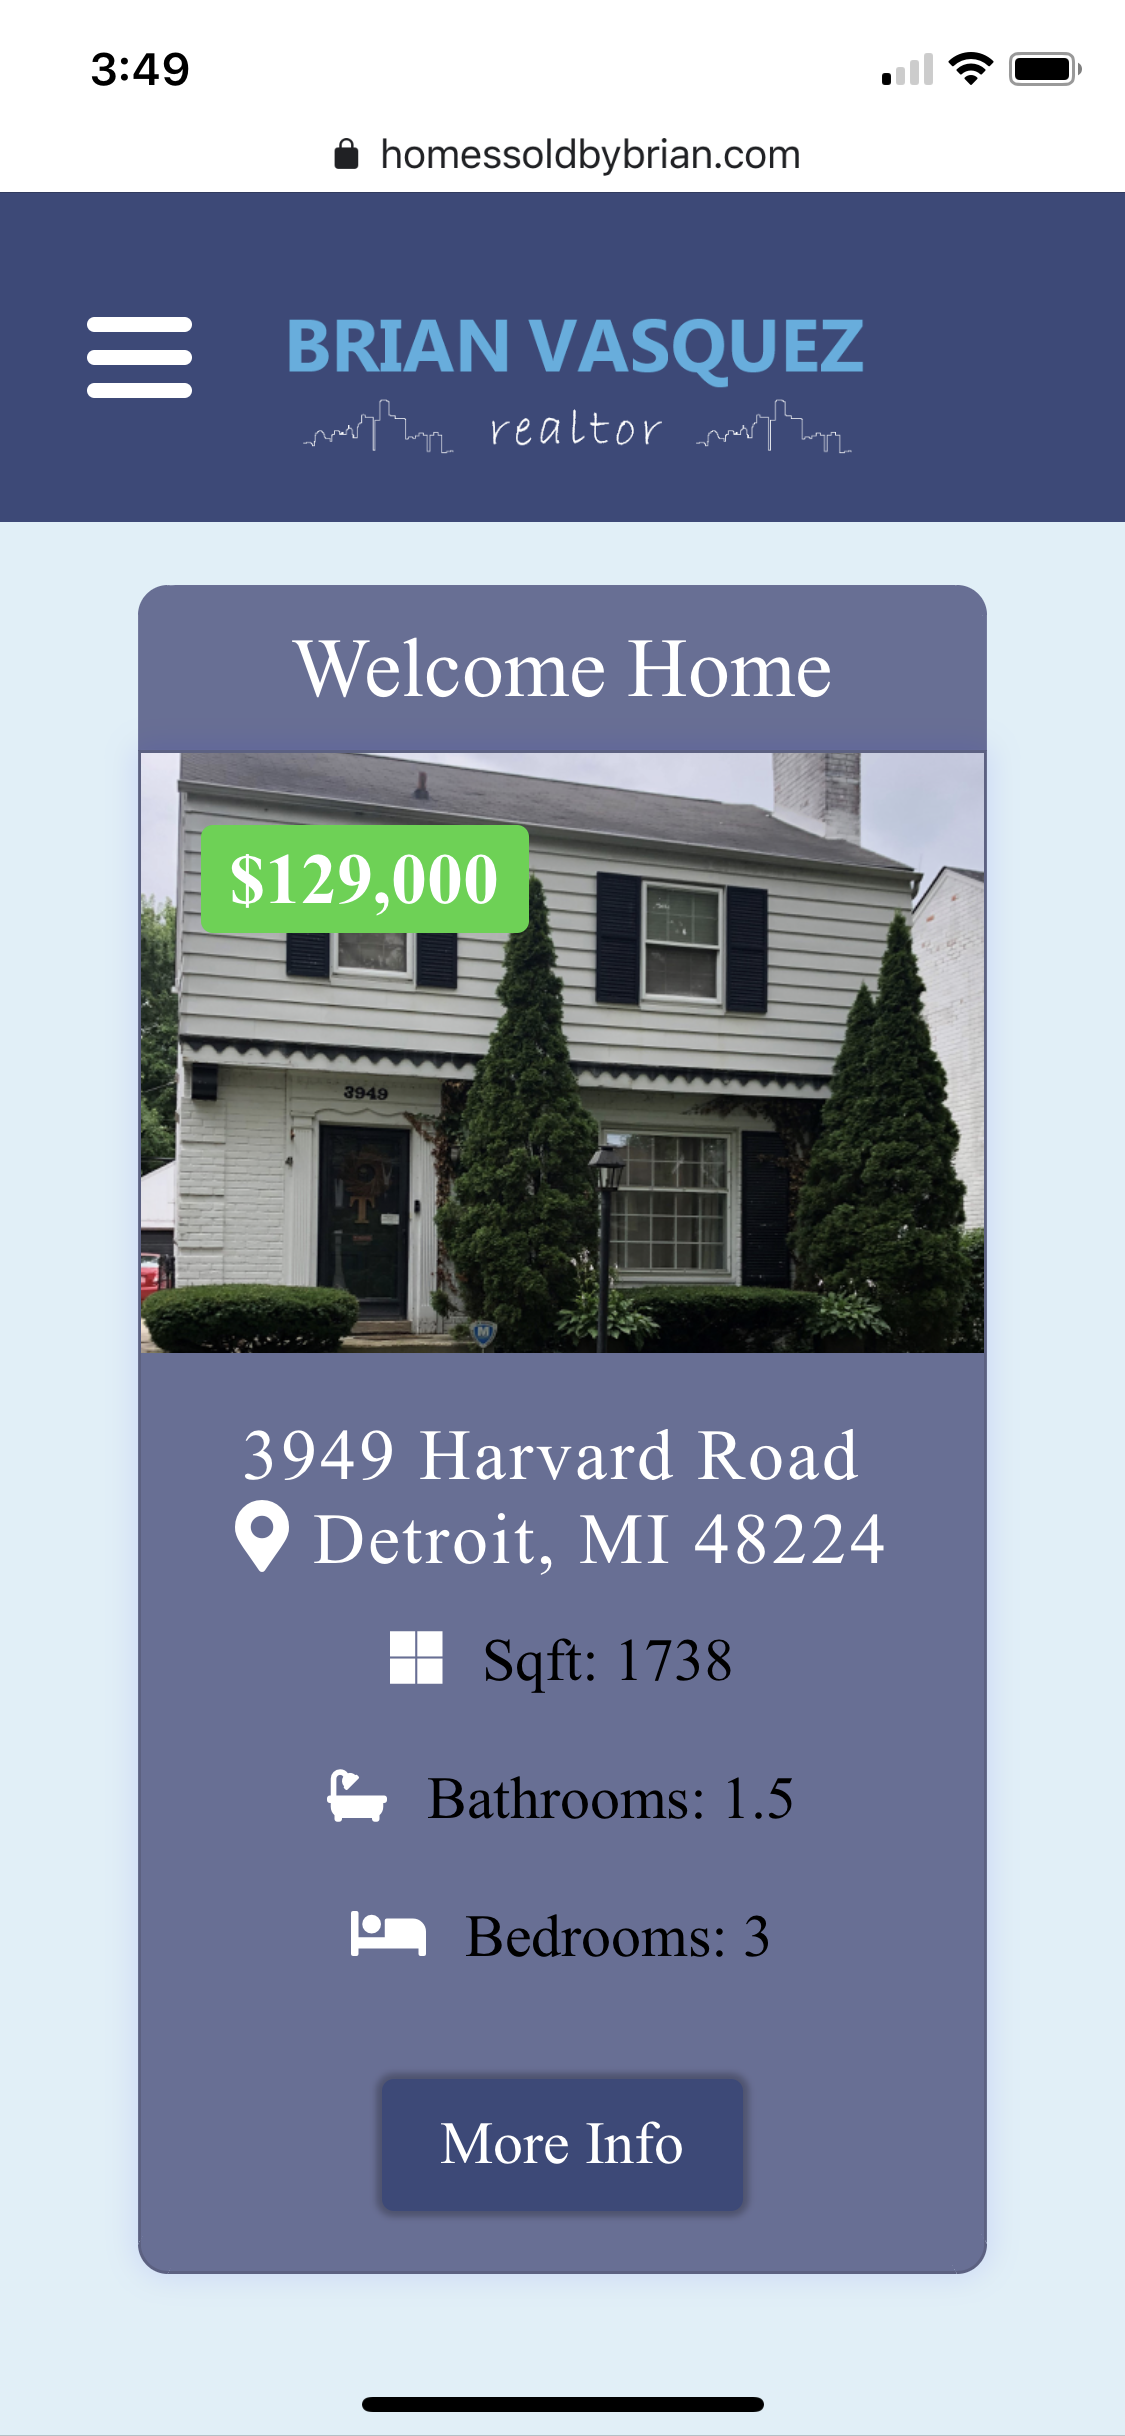 3:49
homessoldbybrian.com
BRIAN VASQUEZ
realtor
Welcome Home
$129,000
3949
T
M
3949 Harvard Road
Detroit, MI 48224
Sqft: 1738
Bathrooms: 1.5
Bedrooms: 3
More Info